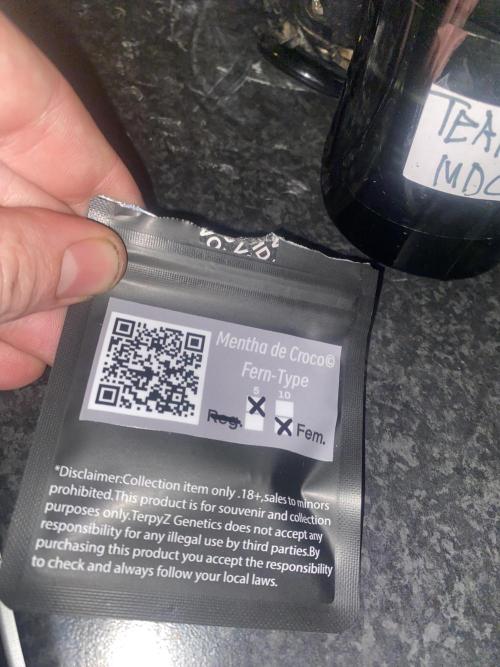 Mentha de Croco©
Fern-Type
5 10
Reg. X
X Fem.
*Disclaimer:Collection item only .18+,sales to minors
prohibited.This product is for souvenir and collection
purposes only.TerpyZ Genetics does not accept any
responsibility for any illegal use by third parties.By
purchasing this product you accept the responsibility
to check and always follow your local laws.